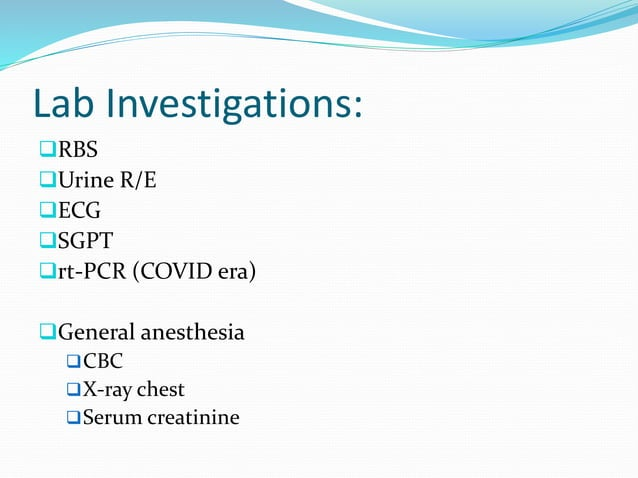 Lab Investigations:
RBS
Urine R/E
ECG
SGPT
rt-PCR (COVID era)
General anesthesia
CBC
X-ray chest
Serum creatinine